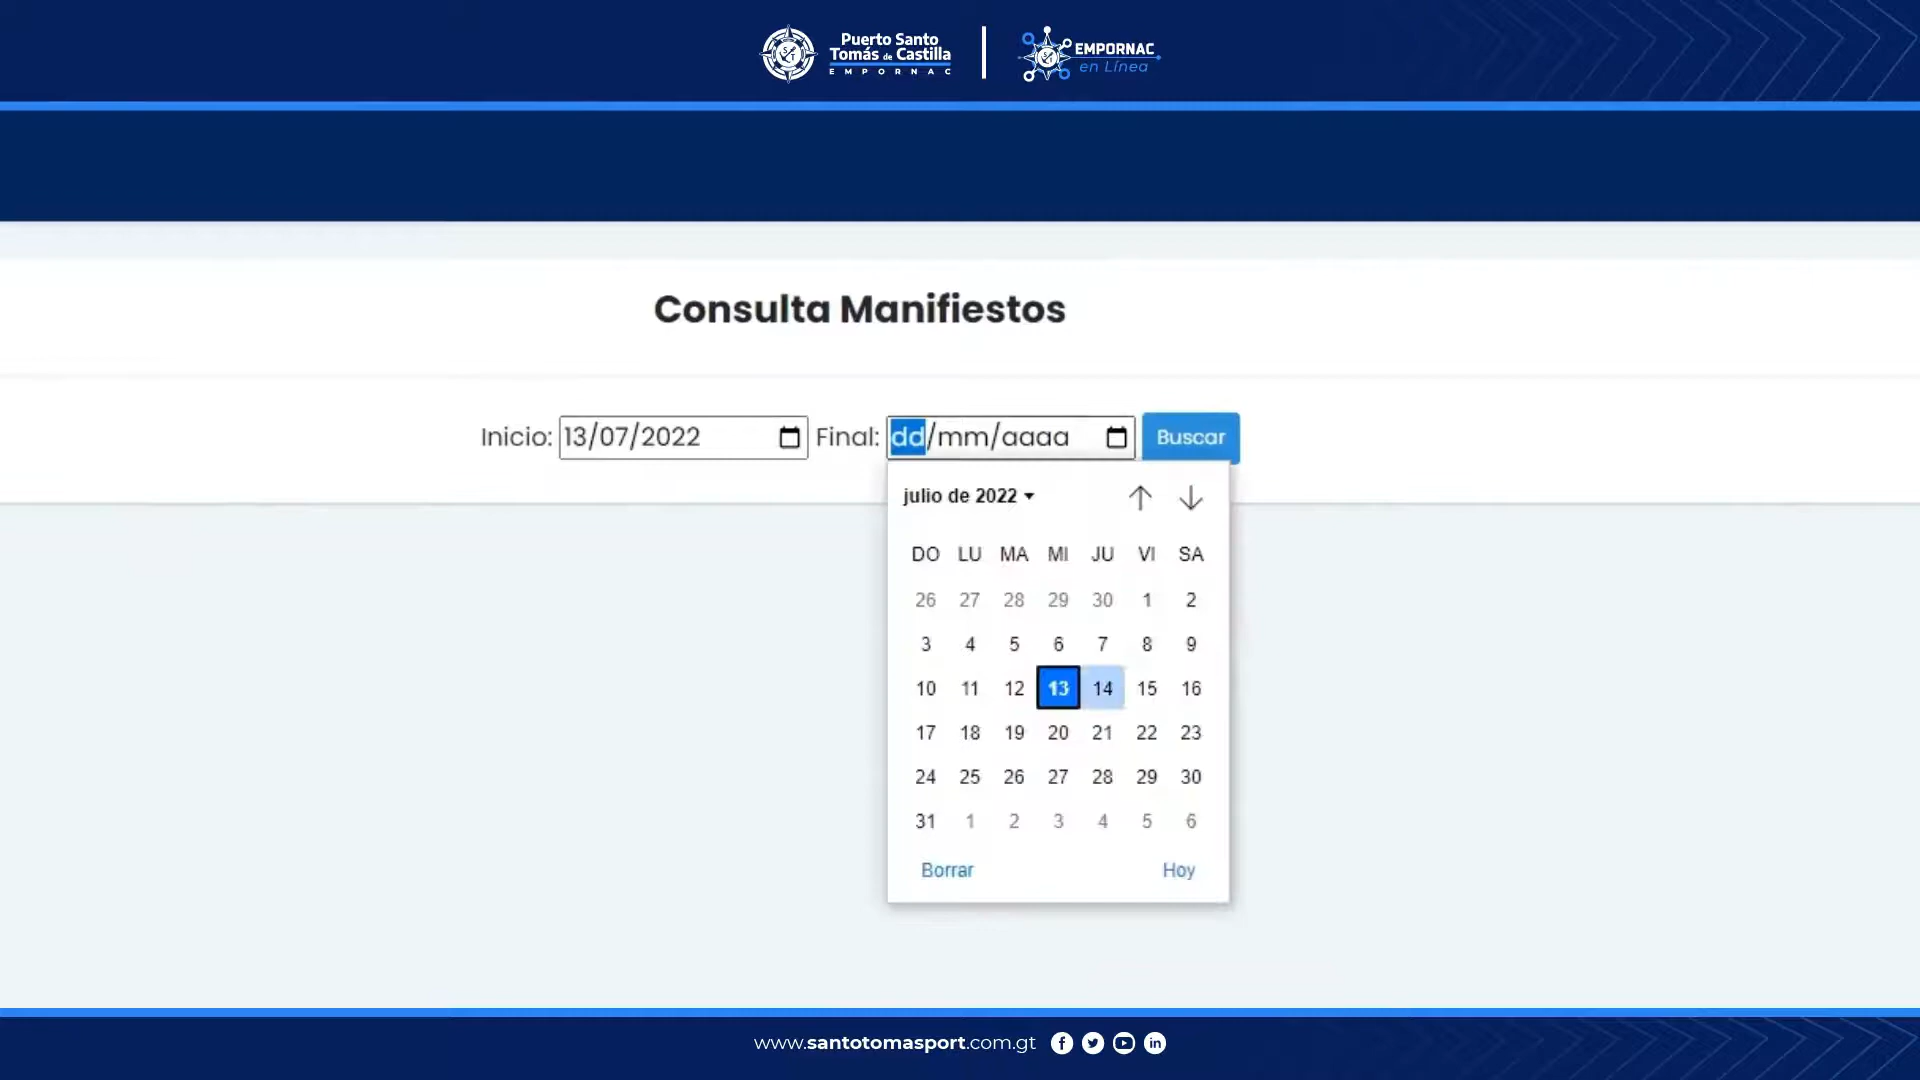 Puerto Santo
Tomás de Castilla
EMPORNAC
EMPORNAC
en Línea
Consulta Manifiestos
Inicio: 13/07/2022 Final: dd/mm/aaaa Buscar
julio de 2022
DO LU MA MI JU VI SA
26 27 28 29 30 1 2
3 4 5 6 7 8 9
10 11 12 13 14 15 16
17 18 19 20 21 22 23
24 25 26 27 28 29 30
31 1 2 3 4 5 6
Borrar Hoy
www.santotomasport.com.gt